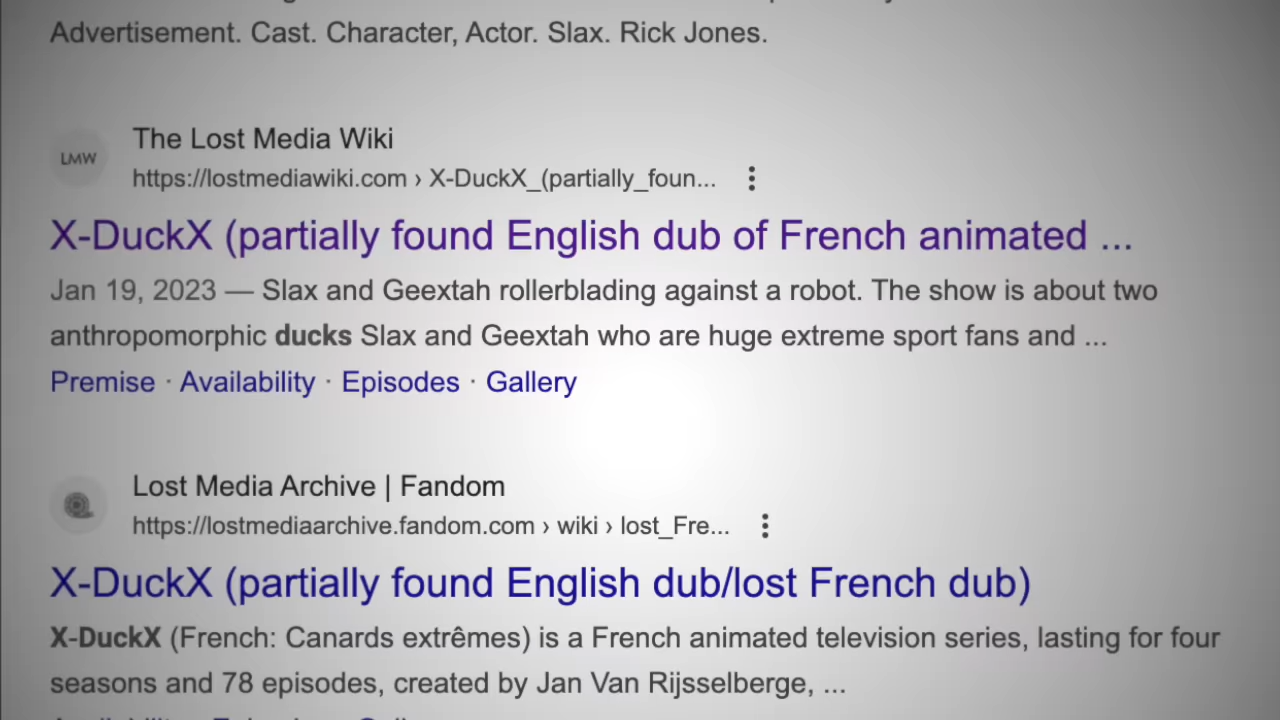 Advertisement. Cast. Character, Actor. Slax. Rick Jones.
The Lost Media Wiki
LMW
https://lostmediawiki.com › X-DuckX_(partially_foun...
X-DuckX (partially found English dub of French animated ...
Jan 19, 2023 — Slax and Geextah rollerblading against a robot. The show is about two
anthropomorphic ducks Slax and Geextah who are huge extreme sport fans and ...
Premise · Availability · Episodes · Gallery
Lost Media Archive | Fandom
https://lostmediaarchive.fandom.com › wiki › lost_Fre...
X-DuckX (partially found English dub/lost French dub)
X-DuckX (French: Canards extrêmes) is a French animated television series, lasting for four
seasons and 78 episodes, created by Jan Van Rijsselberge, ...